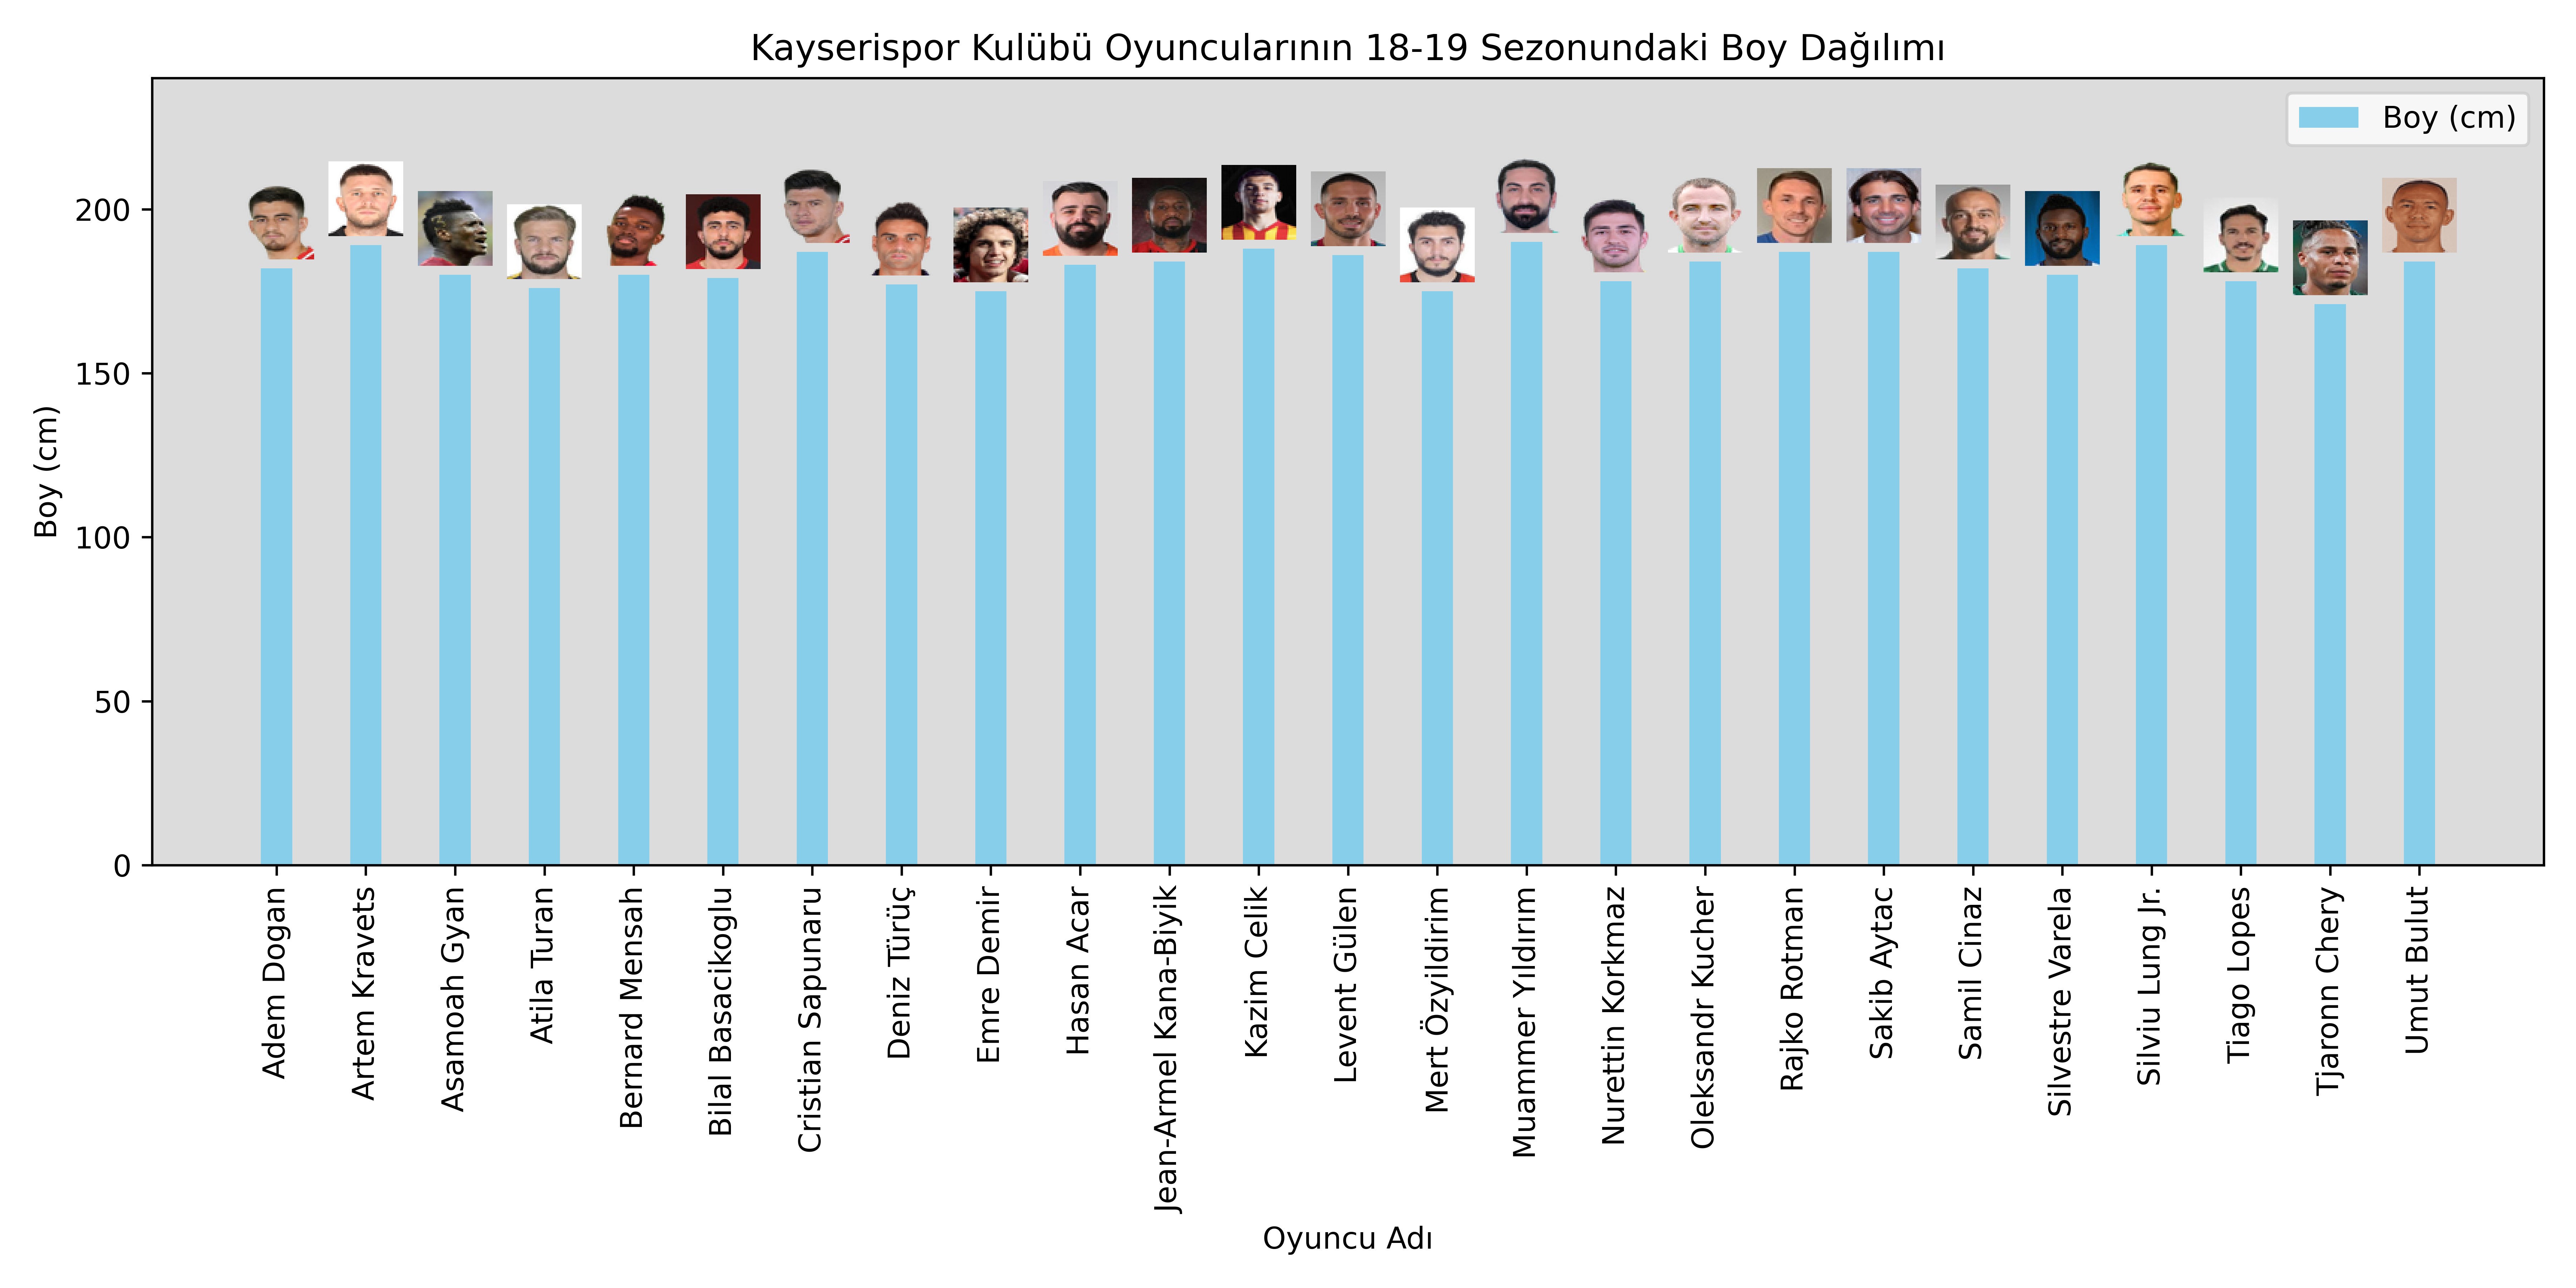 Kayserispor Kulübü Oyuncularının 18-19 Sezonundaki Boy Dağılımı
Boy (cm)
Boy (cm)
200
150
100
50
0
Adem Dogan
Artem Kravets
Asamoah Gyan
Atila Turan
Bernard Mensah
Bilal Basacikoglu
Cristian Sapunaru
Deniz Türüç
Emre Demir
Hasan Acar
Jean-Armel Kana-Biyik
Kazim Celik
Levent Gülen
Mert Özyildirim
Muammer Yıldırım
Nurettin Korkmaz
Oleksandr Kucher
Rajko Rotman
Sakib Aytac
Samil Cinaz
Silvestre Varela
Silviu Lung Jr.
Tiago Lopes
Tjaronn Chery
Umut Bulut
Oyuncu Adı